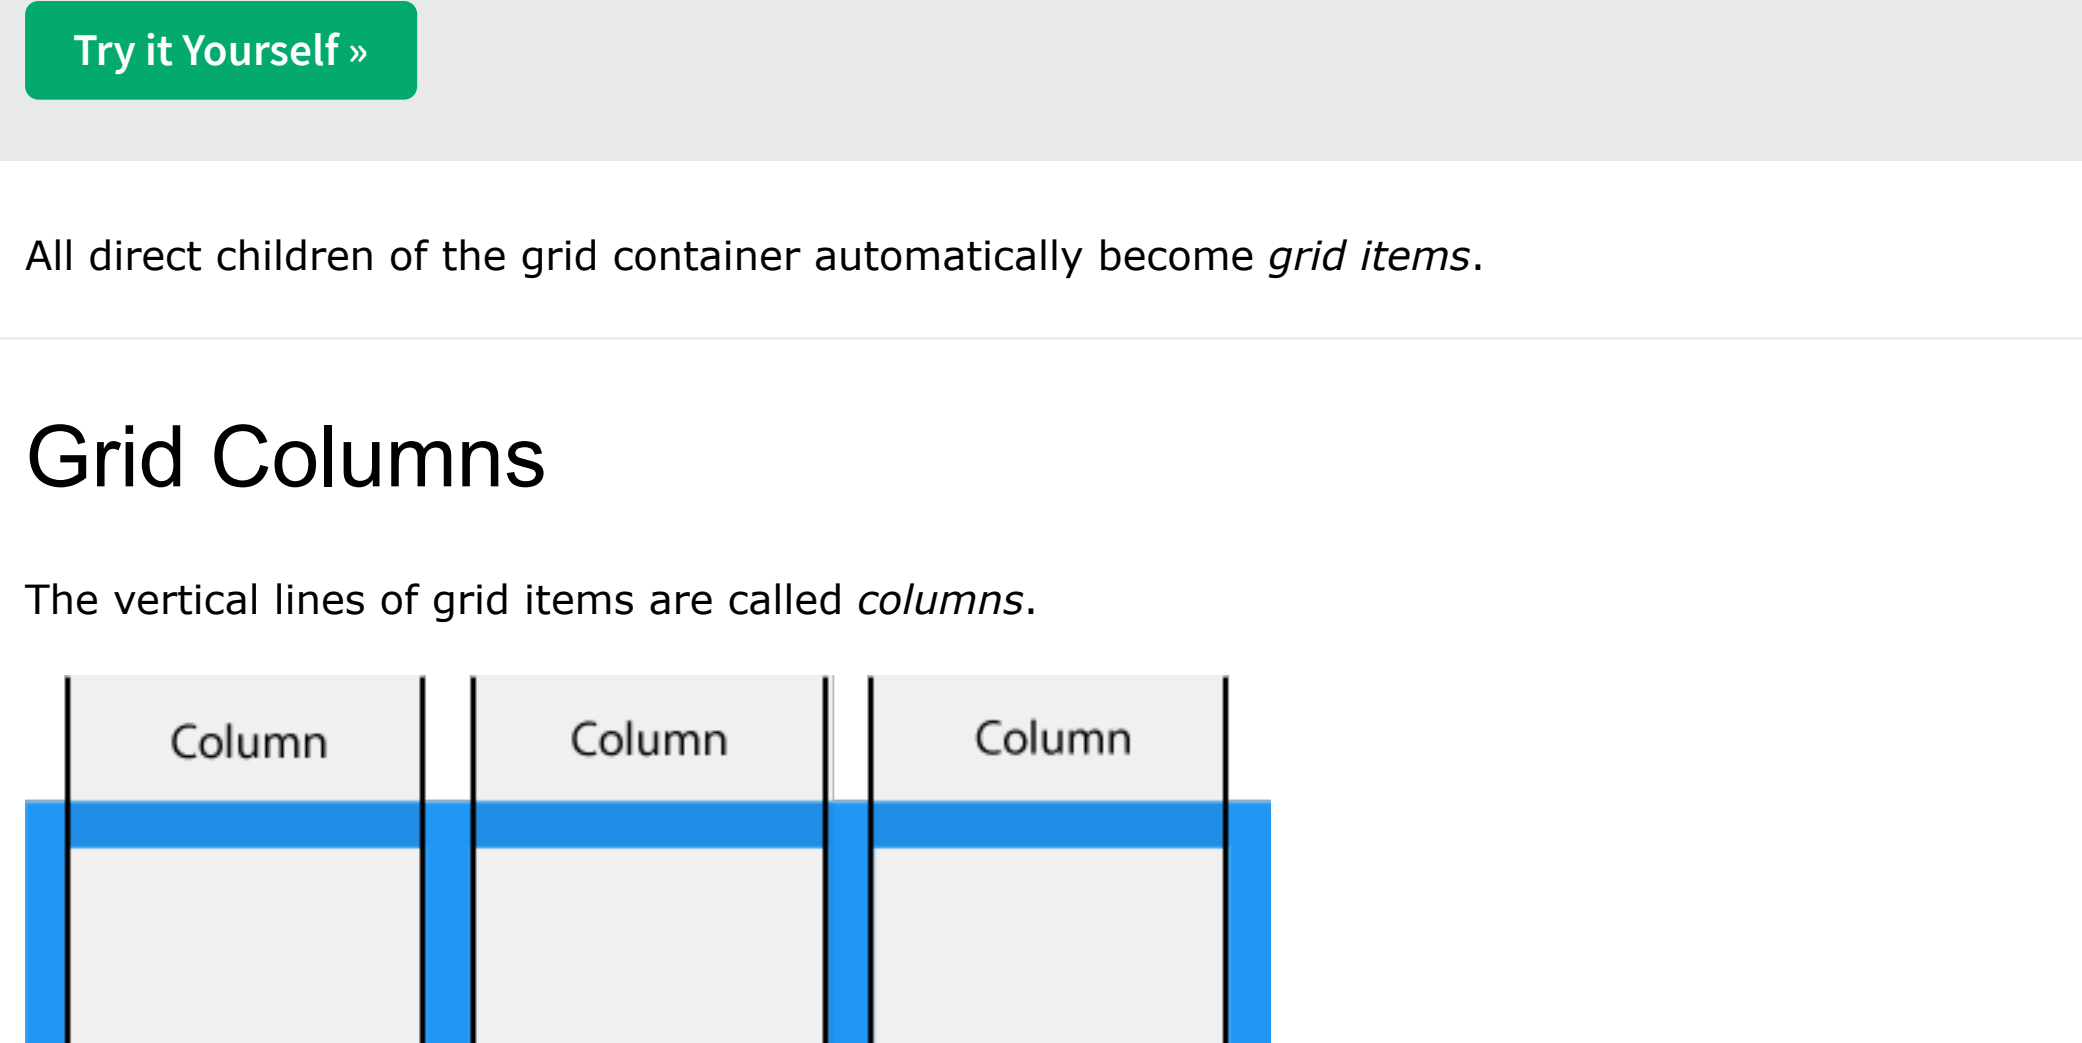 Try it Yourself »
All direct children of the grid container automatically become grid items.
Grid Columns
The vertical lines of grid items are called columns.
Column Column Column